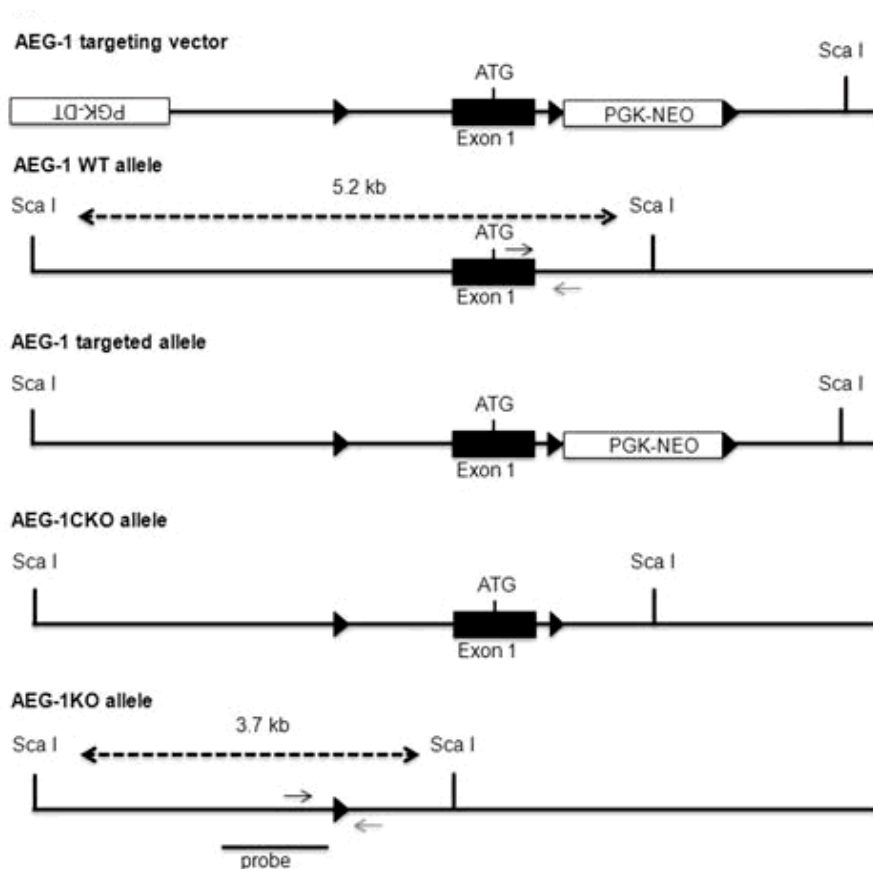 AEG-1 targeting vector
Sca I
ATG
PGK-DT
PGK-NEO
Exon 1
AEG-1 WT allele
5.2 kb
Sca I Sca I
ATG
Exon 1
AEG-1 targeted allele
Sca I Sca I
ATG
PGK-NEO
Exon 1
AEG-1CKO allele
Sca I Sca I
ATG
Exon 1
AEG-1KO allele
3.7 kb
Sca I Sca I
probe